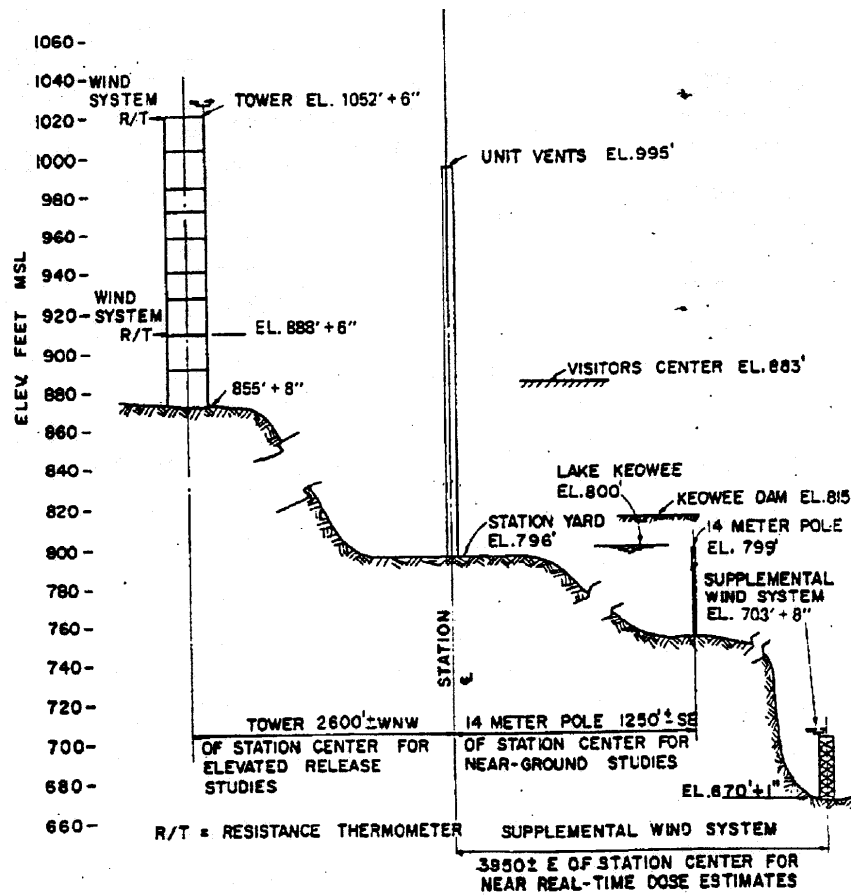 1060-
1040-
1020-
1000-
980-
960-
940-
920-
900-
880-
860-
840-
820-
800-
780-
760-
740-
720-
700-
680-
660-
ELEV. FEET MSL
WIND
SYSTEM
R/T
TOWER EL. 1052' + 6"
UNIT VENTS EL.995'
WIND
SYSTEM
R/T
EL. 888' + 6"
VISITORS CENTER EL.883'
855' + 8"
LAKE KEOWEE
EL.800'
KEOWEE DAM EL.815
STATION YARD
EL.796'
14 METER POLE
EL. 799'
SUPPLEMENTAL
WIND SYSTEM
EL. 703' + 8"
STATION
℄
TOWER 2600'± WNW
OF STATION CENTER FOR
ELEVATED RELEASE
STUDIES
14 METER POLE 1250'± SE
OF STATION CENTER FOR
NEAR-GROUND STUDIES
EL.670'+1"
R/T = RESISTANCE THERMOMETER
SUPPLEMENTAL WIND SYSTEM
3950± E OF STATION CENTER FOR
NEAR REAL-TIME DOSE ESTIMATES